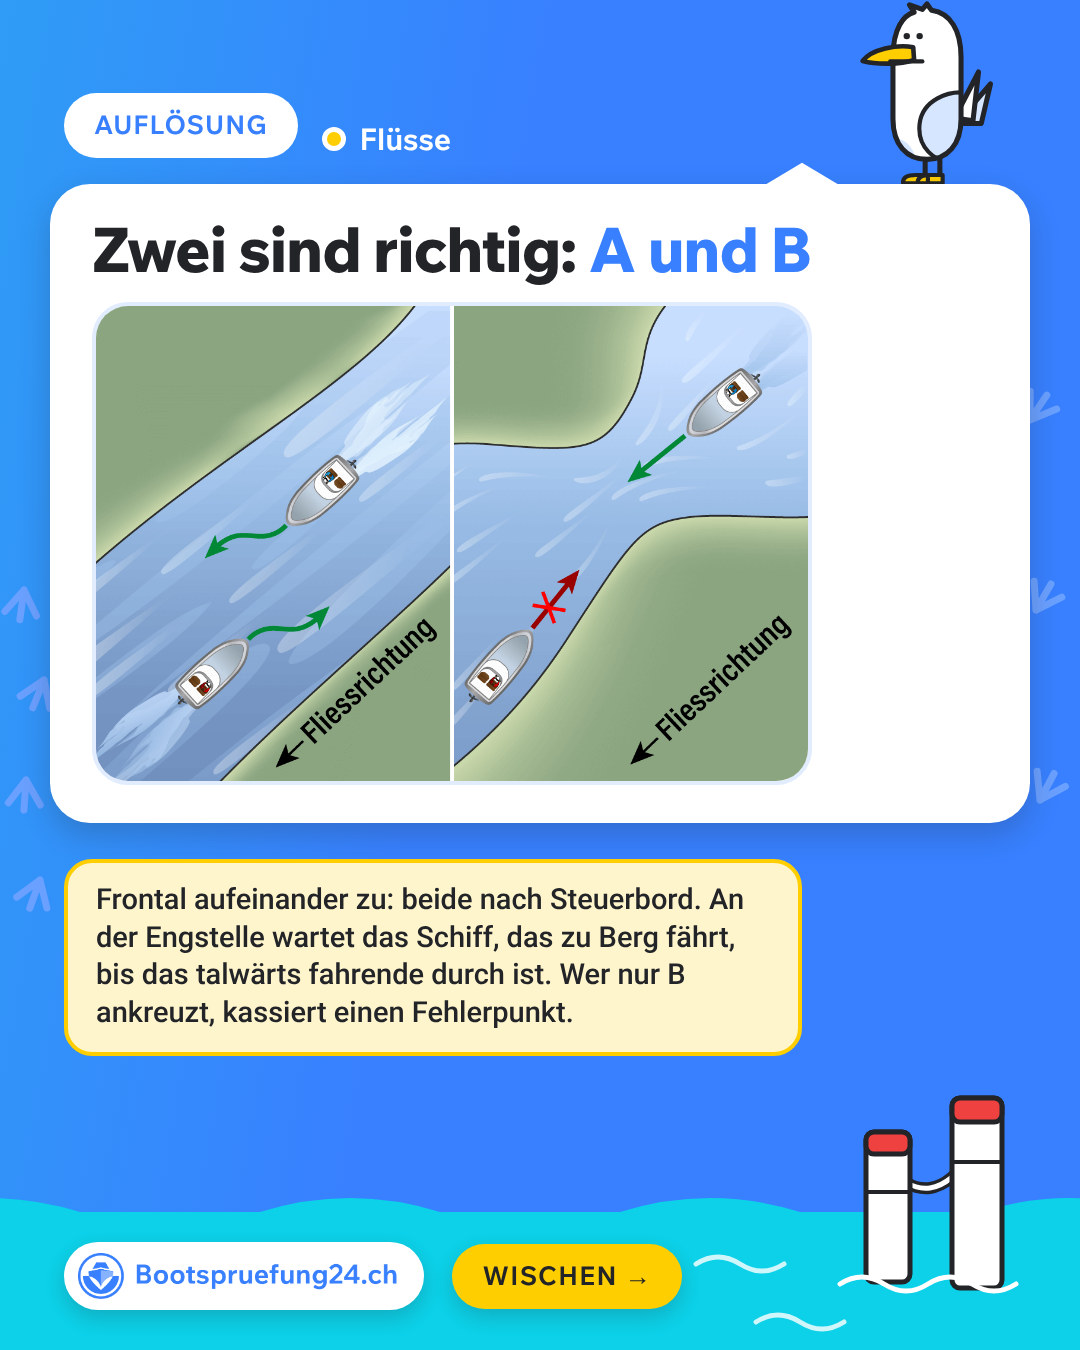 AUFLÖSUNG
Flüsse
Zwei sind richtig: A und B
Fliessrichtung
Fliessrichtung
Frontal aufeinander zu: beide nach Steuerbord. An
der Engstelle wartet das Schiff, das zu Berg fährt,
bis das talwärts fahrende durch ist. Wer nur B
ankreuzt, kassiert einen Fehlerpunkt.
Bootspruefung24.ch
WISCHEN →